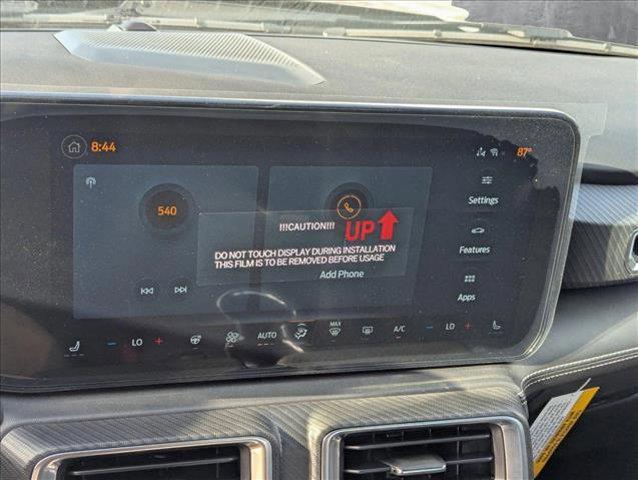 8:44
87°
540
!!!CAUTION!!!
UP
DO NOT TOUCH DISPLAY DURING INSTALLATION
THIS FILM IS TO BE REMOVED BEFORE USAGE
Add Phone
Settings
Features
Apps
LO
AUTO
MAX
A/C
LO